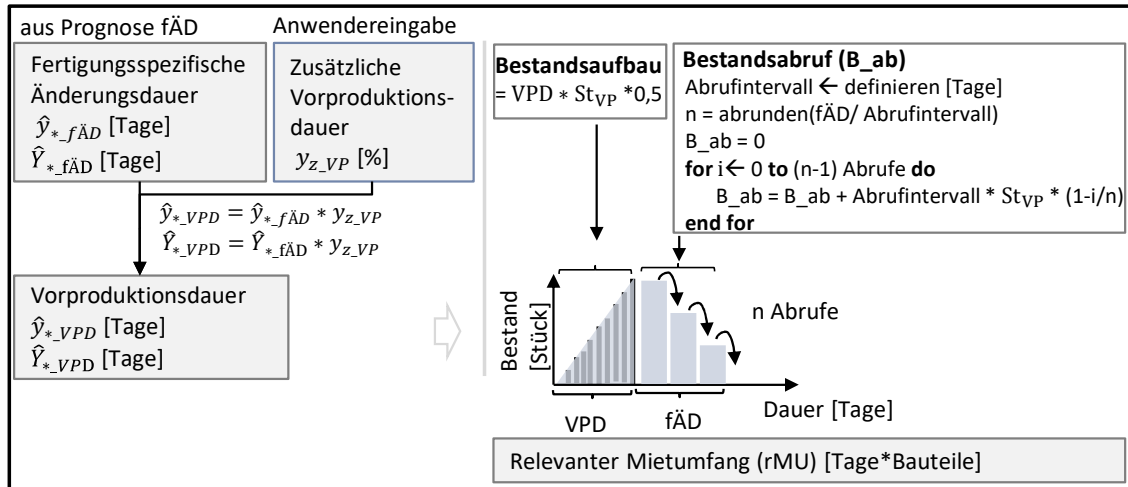 aus Prognose fÄD
Anwendereingabe
Fertigungsspezifische
Änderungsdauer
ŷ*_fÄD [Tage]
Ŷ*_fÄD [Tage]
Zusätzliche
Vorproduktions-
dauer
y_z_VP [%]
ŷ*_VPD = ŷ*_fÄD * y_z_VP
Ŷ*_VPD = Ŷ*_fÄD * y_z_VP
Vorproduktionsdauer
ŷ*_VPD [Tage]
Ŷ*_VPD [Tage]
Bestandsaufbau
= VPD * St_VP *0,5
Bestandsabruf (B_ab)
Abrufintervall ← definieren [Tage]
n = abrunden(fÄD/ Abrufintervall)
B_ab = 0
for i← 0 to (n-1) Abrufe do
B_ab = B_ab + Abrufintervall * St_VP * (1-i/n)
end for
Bestand
[Stück]
n Abrufe
Dauer [Tage]
VPD
fÄD
Relevanter Mietumfang (rMU) [Tage*Bauteile]